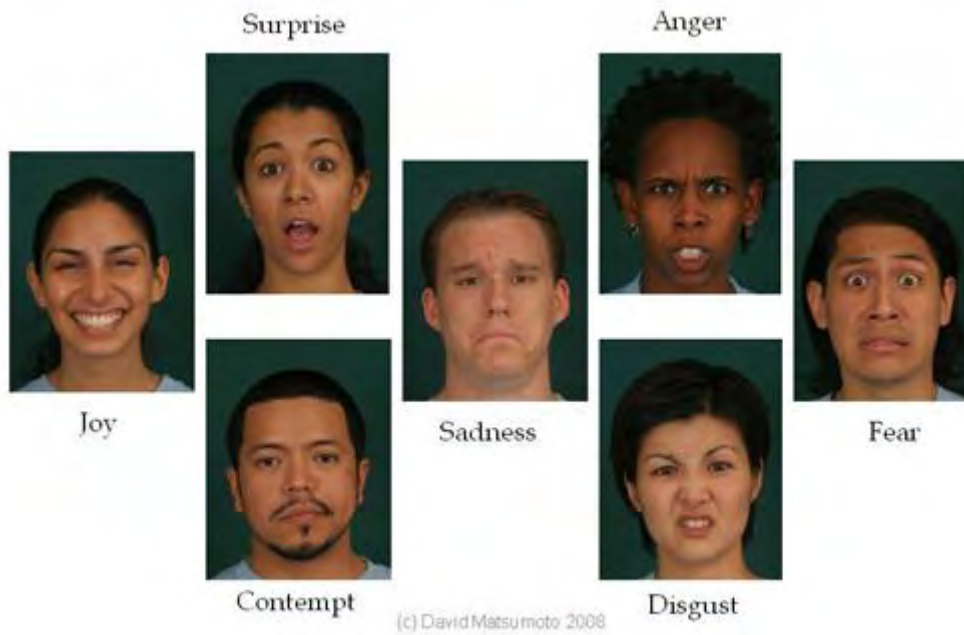 Surprise
Anger
Joy
Sadness
Fear
Contempt
Disgust
(c) David Matsumoto 2008